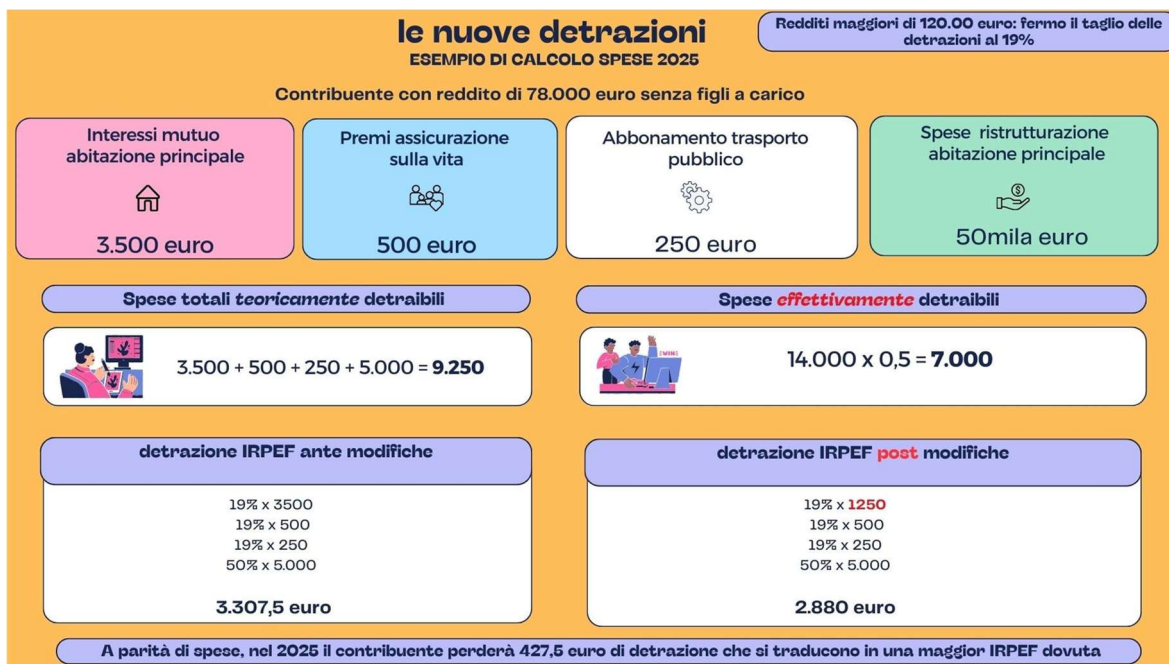 le nuove detrazioni
ESEMPIO DI CALCOLO SPESE 2025
Redditi maggiori di 120.00 euro: fermo il taglio delle
detrazioni al 19%
Contribuente con reddito di 78.000 euro senza figli a carico
Interessi mutuo
abitazione principale
3.500 euro
Premi assicurazione
sulla vita
500 euro
Abbonamento trasporto
pubblico
250 euro
Spese ristrutturazione
abitazione principale
50mila euro
Spese totali teoricamente detraibili
3.500 + 500 + 250 + 5.000 = 9.250
Spese effettivamente detraibili
14.000 x 0,5 = 7.000
detrazione IRPEF ante modifiche
19% x 3500
19% x 500
19% x 250
50% x 5.000
3.307,5 euro
detrazione IRPEF post modifiche
19% x 1250
19% x 500
19% x 250
50% x 5.000
2.880 euro
A parità di spese, nel 2025 il contribuente perderà 427,5 euro di detrazione che si traducono in una maggior IRPEF dovuta